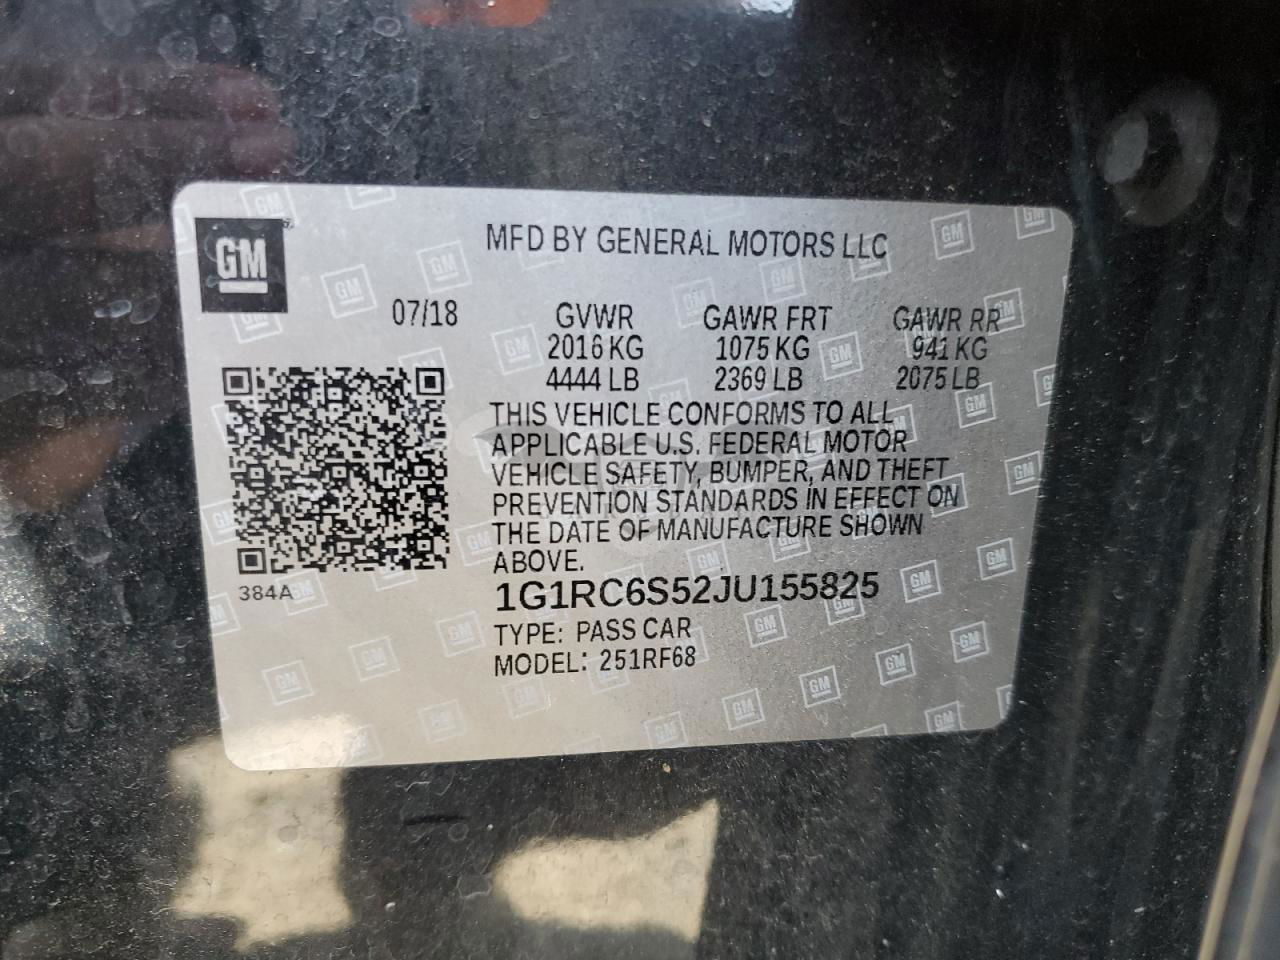 GM
MFD BY GENERAL MOTORS LLC
07/18 GVWR GAWR FRT GAWR RR
2016 KG 1075 KG 941 KG
4444 LB 2369 LB 2075 LB
THIS VEHICLE CONFORMS TO ALL
APPLICABLE U.S. FEDERAL MOTOR
VEHICLE SAFETY, BUMPER, AND THEFT
PREVENTION STANDARDS IN EFFECT ON
THE DATE OF MANUFACTURE SHOWN
ABOVE.
384A
1G1RC6S52JU155825
TYPE: PASS CAR
MODEL: 251RF68